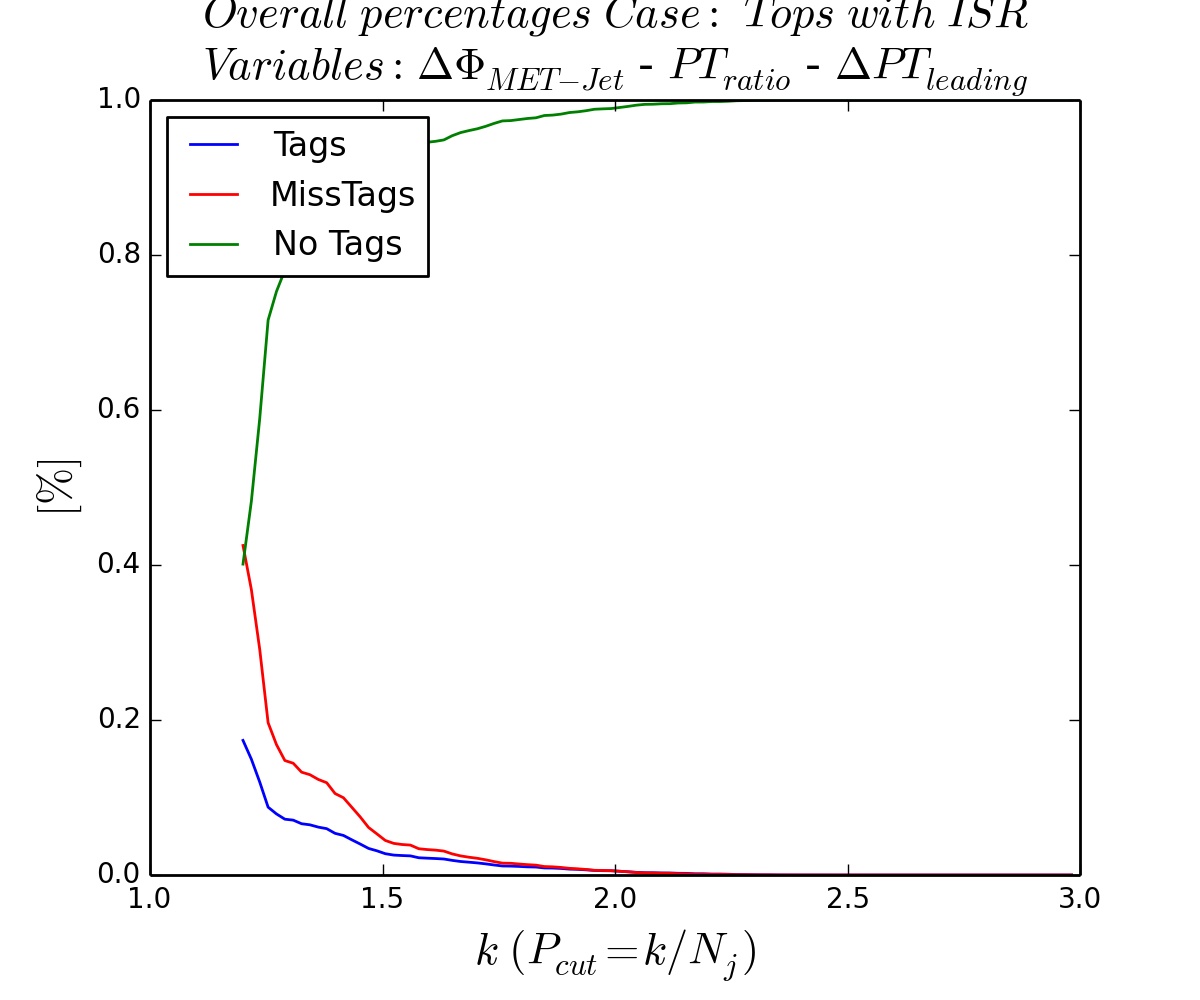 Overall percentages Case: Tops with ISR
Variables: ΔΦ_{MET−Jet} - PT_{ratio} - ΔPT_{leading}
1.0
0.8
0.6
0.4
0.2
0.0
[%]
Tags
MissTags
No Tags
1.0 1.5 2.0 2.5 3.0
k (P_{cut}=k/N_j)